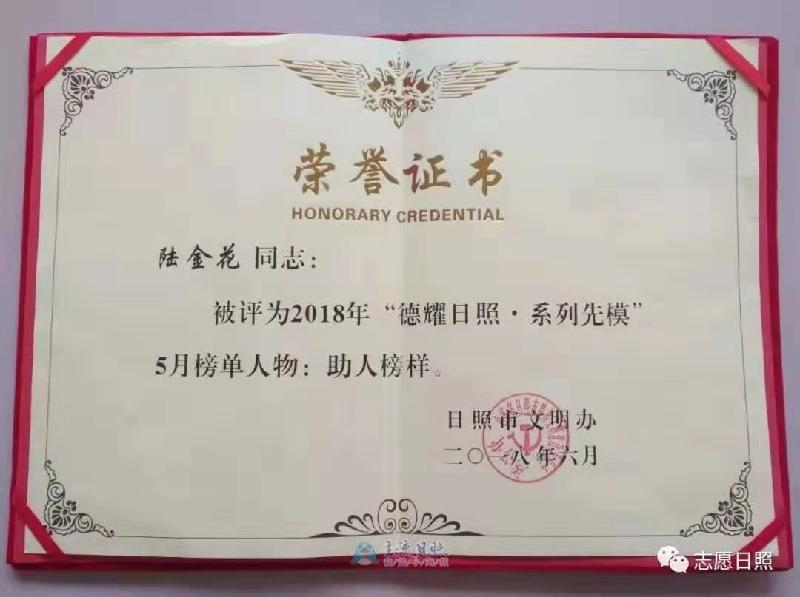 荣誉证书
HONORARY CREDENTIAL
陆金花 同志：
被评为2018年“德耀日照·系列先模”
5月榜单人物：助人榜样。
日照市文明办
二〇一八年六月
志愿日照